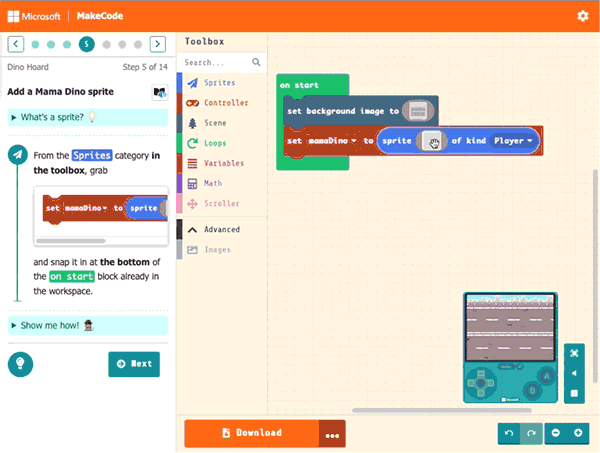 Microsoft MakeCode
5
Toolbox
Dino Hoard Step 5 of 14
Search...
Add a Mama Dino sprite
What's a sprite?
From the Sprites category in
the toolbox, grab
set mamaDino to sprite
and snap it in at the bottom of
the on start block already in
the workspace.
Show me how!
Next
Sprites
Controller
Scene
Loops
Variables
Math
Scroller
Advanced
Images
on start
set background image to
set mamaDino to sprite of kind Player
A
B
Download